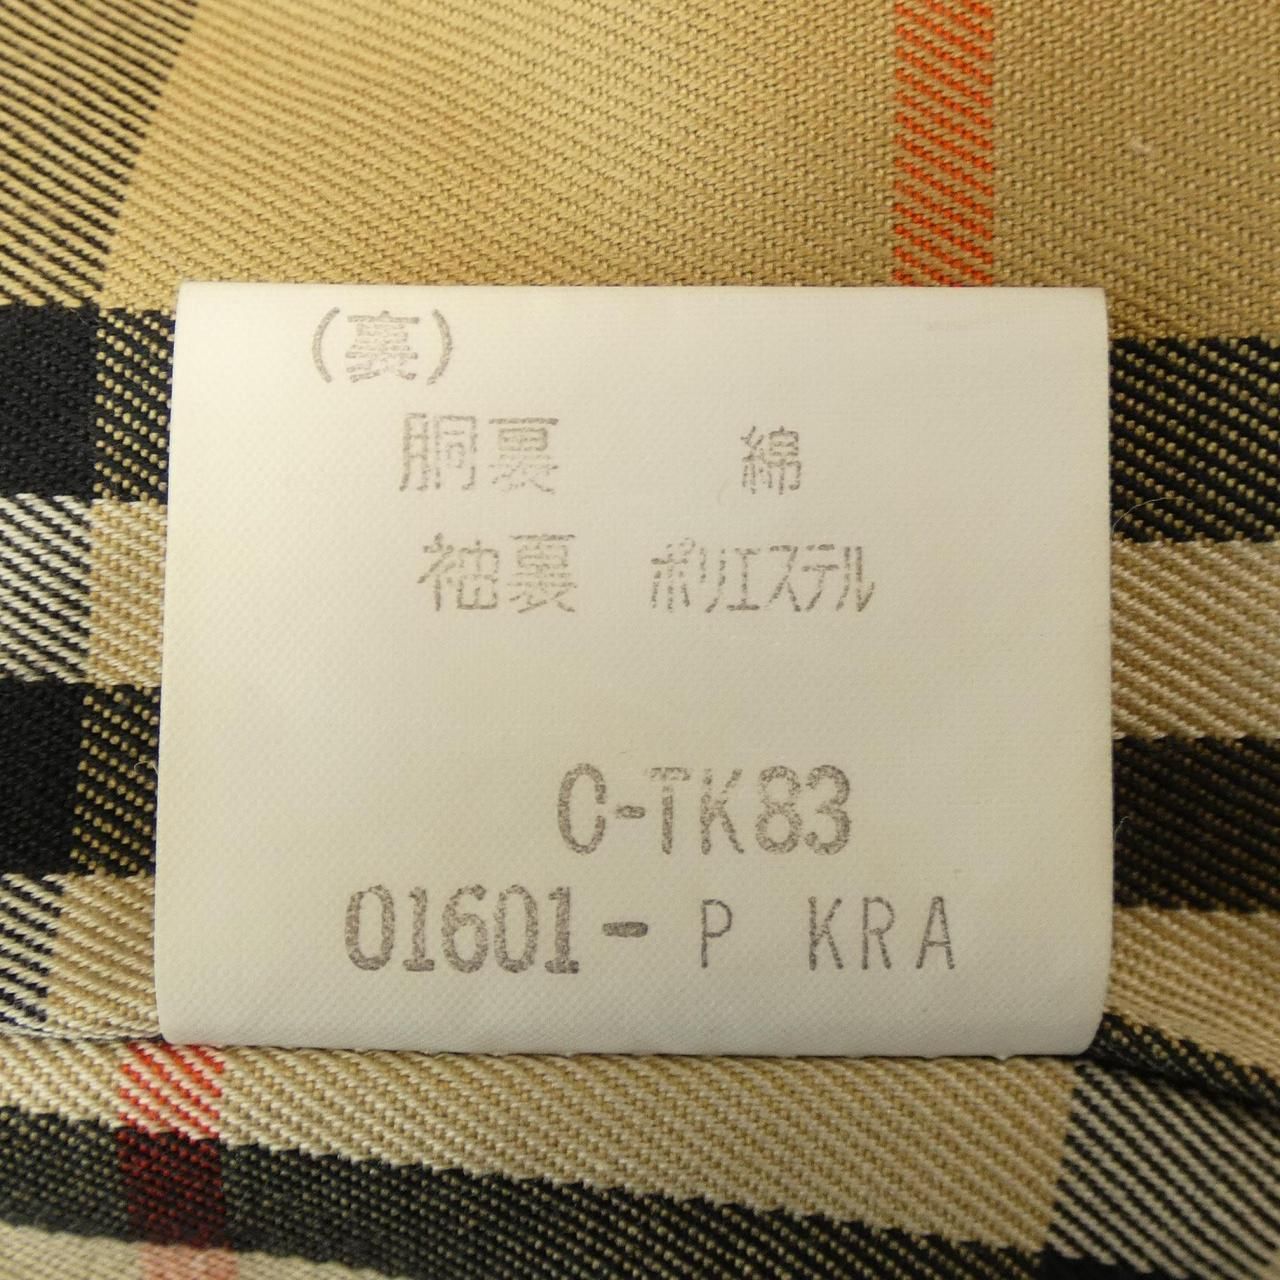 (裏)
胴裏 綿
袖裏 ポリエステル
C-TK83
01601- P KRA